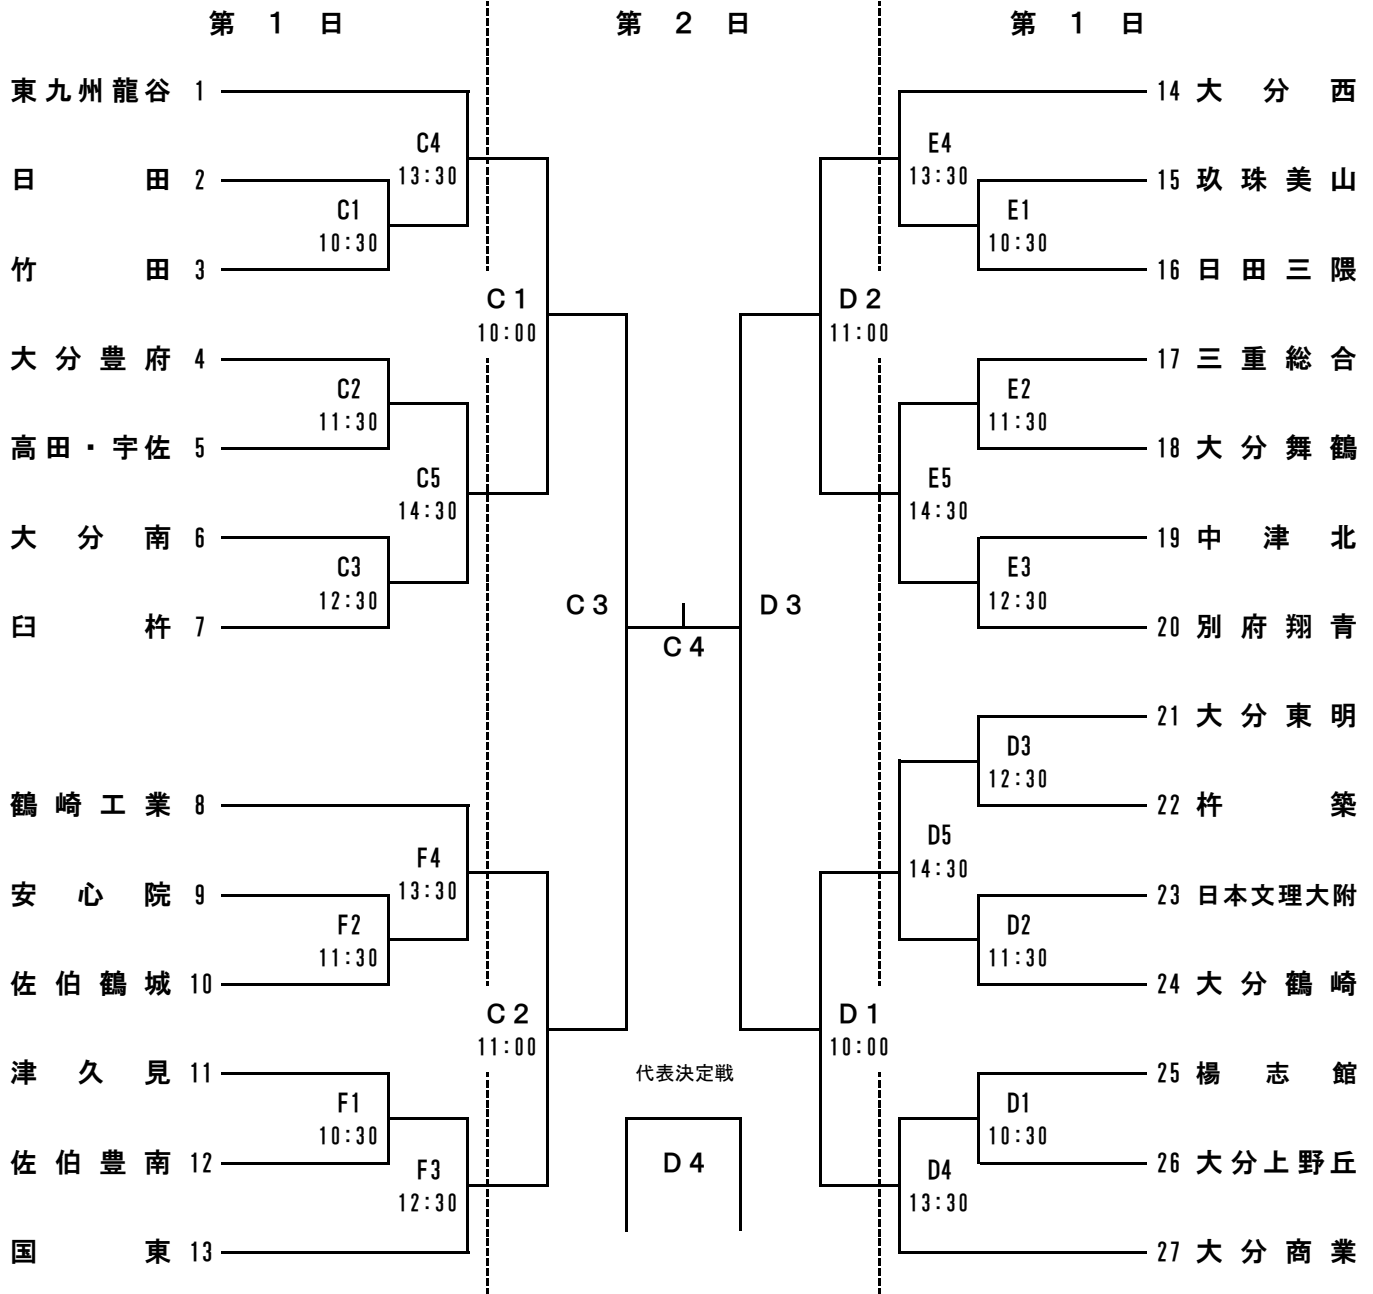 第 1 日
第 2 日
第 1 日
東九州龍谷 1
C4
13:30
日田 2
C1
10:30
竹田 3
C1
10:00
大分豊府 4
C2
11:30
高田・宇佐 5
C5
14:30
大分南 6
C3
12:30
臼杵 7
鶴崎工業 8
F4
13:30
安心院 9
F2
11:30
佐伯鶴城 10
C2
11:00
津久見 11
F1
10:30
佐伯豊南 12
F3
12:30
国東 13
C3
C4
D3
代表決定戦
D4
14 大分西
E4
13:30
15 玖珠美山
E1
10:30
16 日田三隈
D2
11:00
17 三重総合
E2
11:30
18 大分舞鶴
E5
14:30
19 中津北
E3
12:30
20 別府翔青
21 大分東明
D3
12:30
22 杵築
D5
14:30
23 日本文理大附
D2
11:30
24 大分鶴崎
D1
10:00
25 楊志館
D1
10:30
26 大分上野丘
D4
13:30
27 大分商業